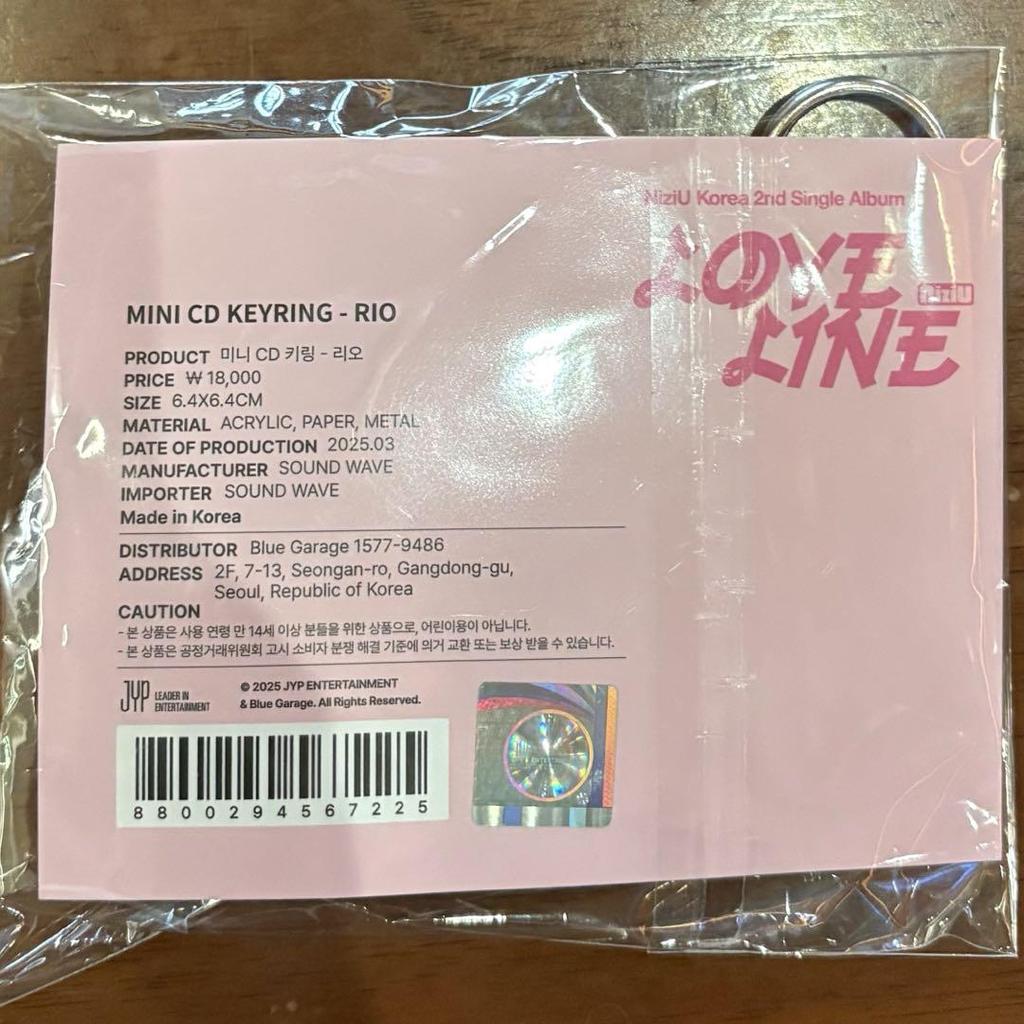 NiziU Korea 2nd Single Album
LOVE
NiziU
LINE
MINI CD KEYRING - RIO
PRODUCT 미니 CD 키링 - 리오
PRICE ₩ 18,000
SIZE 6.4X6.4CM
MATERIAL ACRYLIC, PAPER, METAL
DATE OF PRODUCTION 2025.03
MANUFACTURER SOUND WAVE
IMPORTER SOUND WAVE
Made in Korea
DISTRIBUTOR Blue Garage 1577-9486
ADDRESS 2F, 7-13, Seongan-ro, Gangdong-gu,
Seoul, Republic of Korea
CAUTION
- 본 상품은 사용 연령 만 14세 이상 분들을 위한 상품으로, 어린이용이 아닙니다.
- 본 상품은 공정거래위원회 고시 소비자 분쟁 해결 기준에 의거 교환 또는 보상 받을 수 있습니다.
JYP LEADER IN
ENTERTAINMENT
© 2025 JYP ENTERTAINMENT
& Blue Garage. All Rights Reserved.
8800294567225